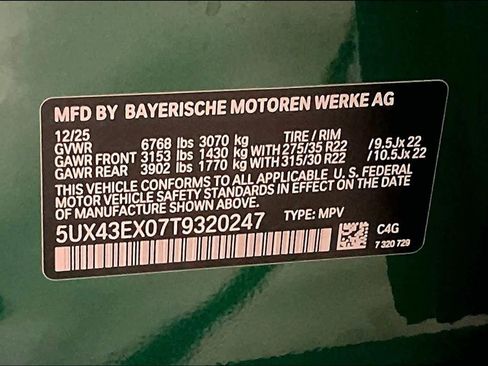 MFD BY BAYERISCHE MOTOREN WERKE AG
12/25
GVWR 6768 lbs 3070 kg TIRE / RIM
GAWR FRONT 3153 lbs 1430 kg WITH 275/35 R22 / 9.5Jx 22
GAWR REAR 3902 lbs 1770 kg WITH 315/30 R22 / 10.5Jx 22
THIS VEHICLE CONFORMS TO ALL APPLICABLE U. S. FEDERAL
MOTOR VEHICLE SAFETY STANDARDS IN EFFECT ON THE DATE
OF MANUFACTURE SHOWN ABOVE.
5UX43EX07T9320247 TYPE: MPV
C4G
7 320 729